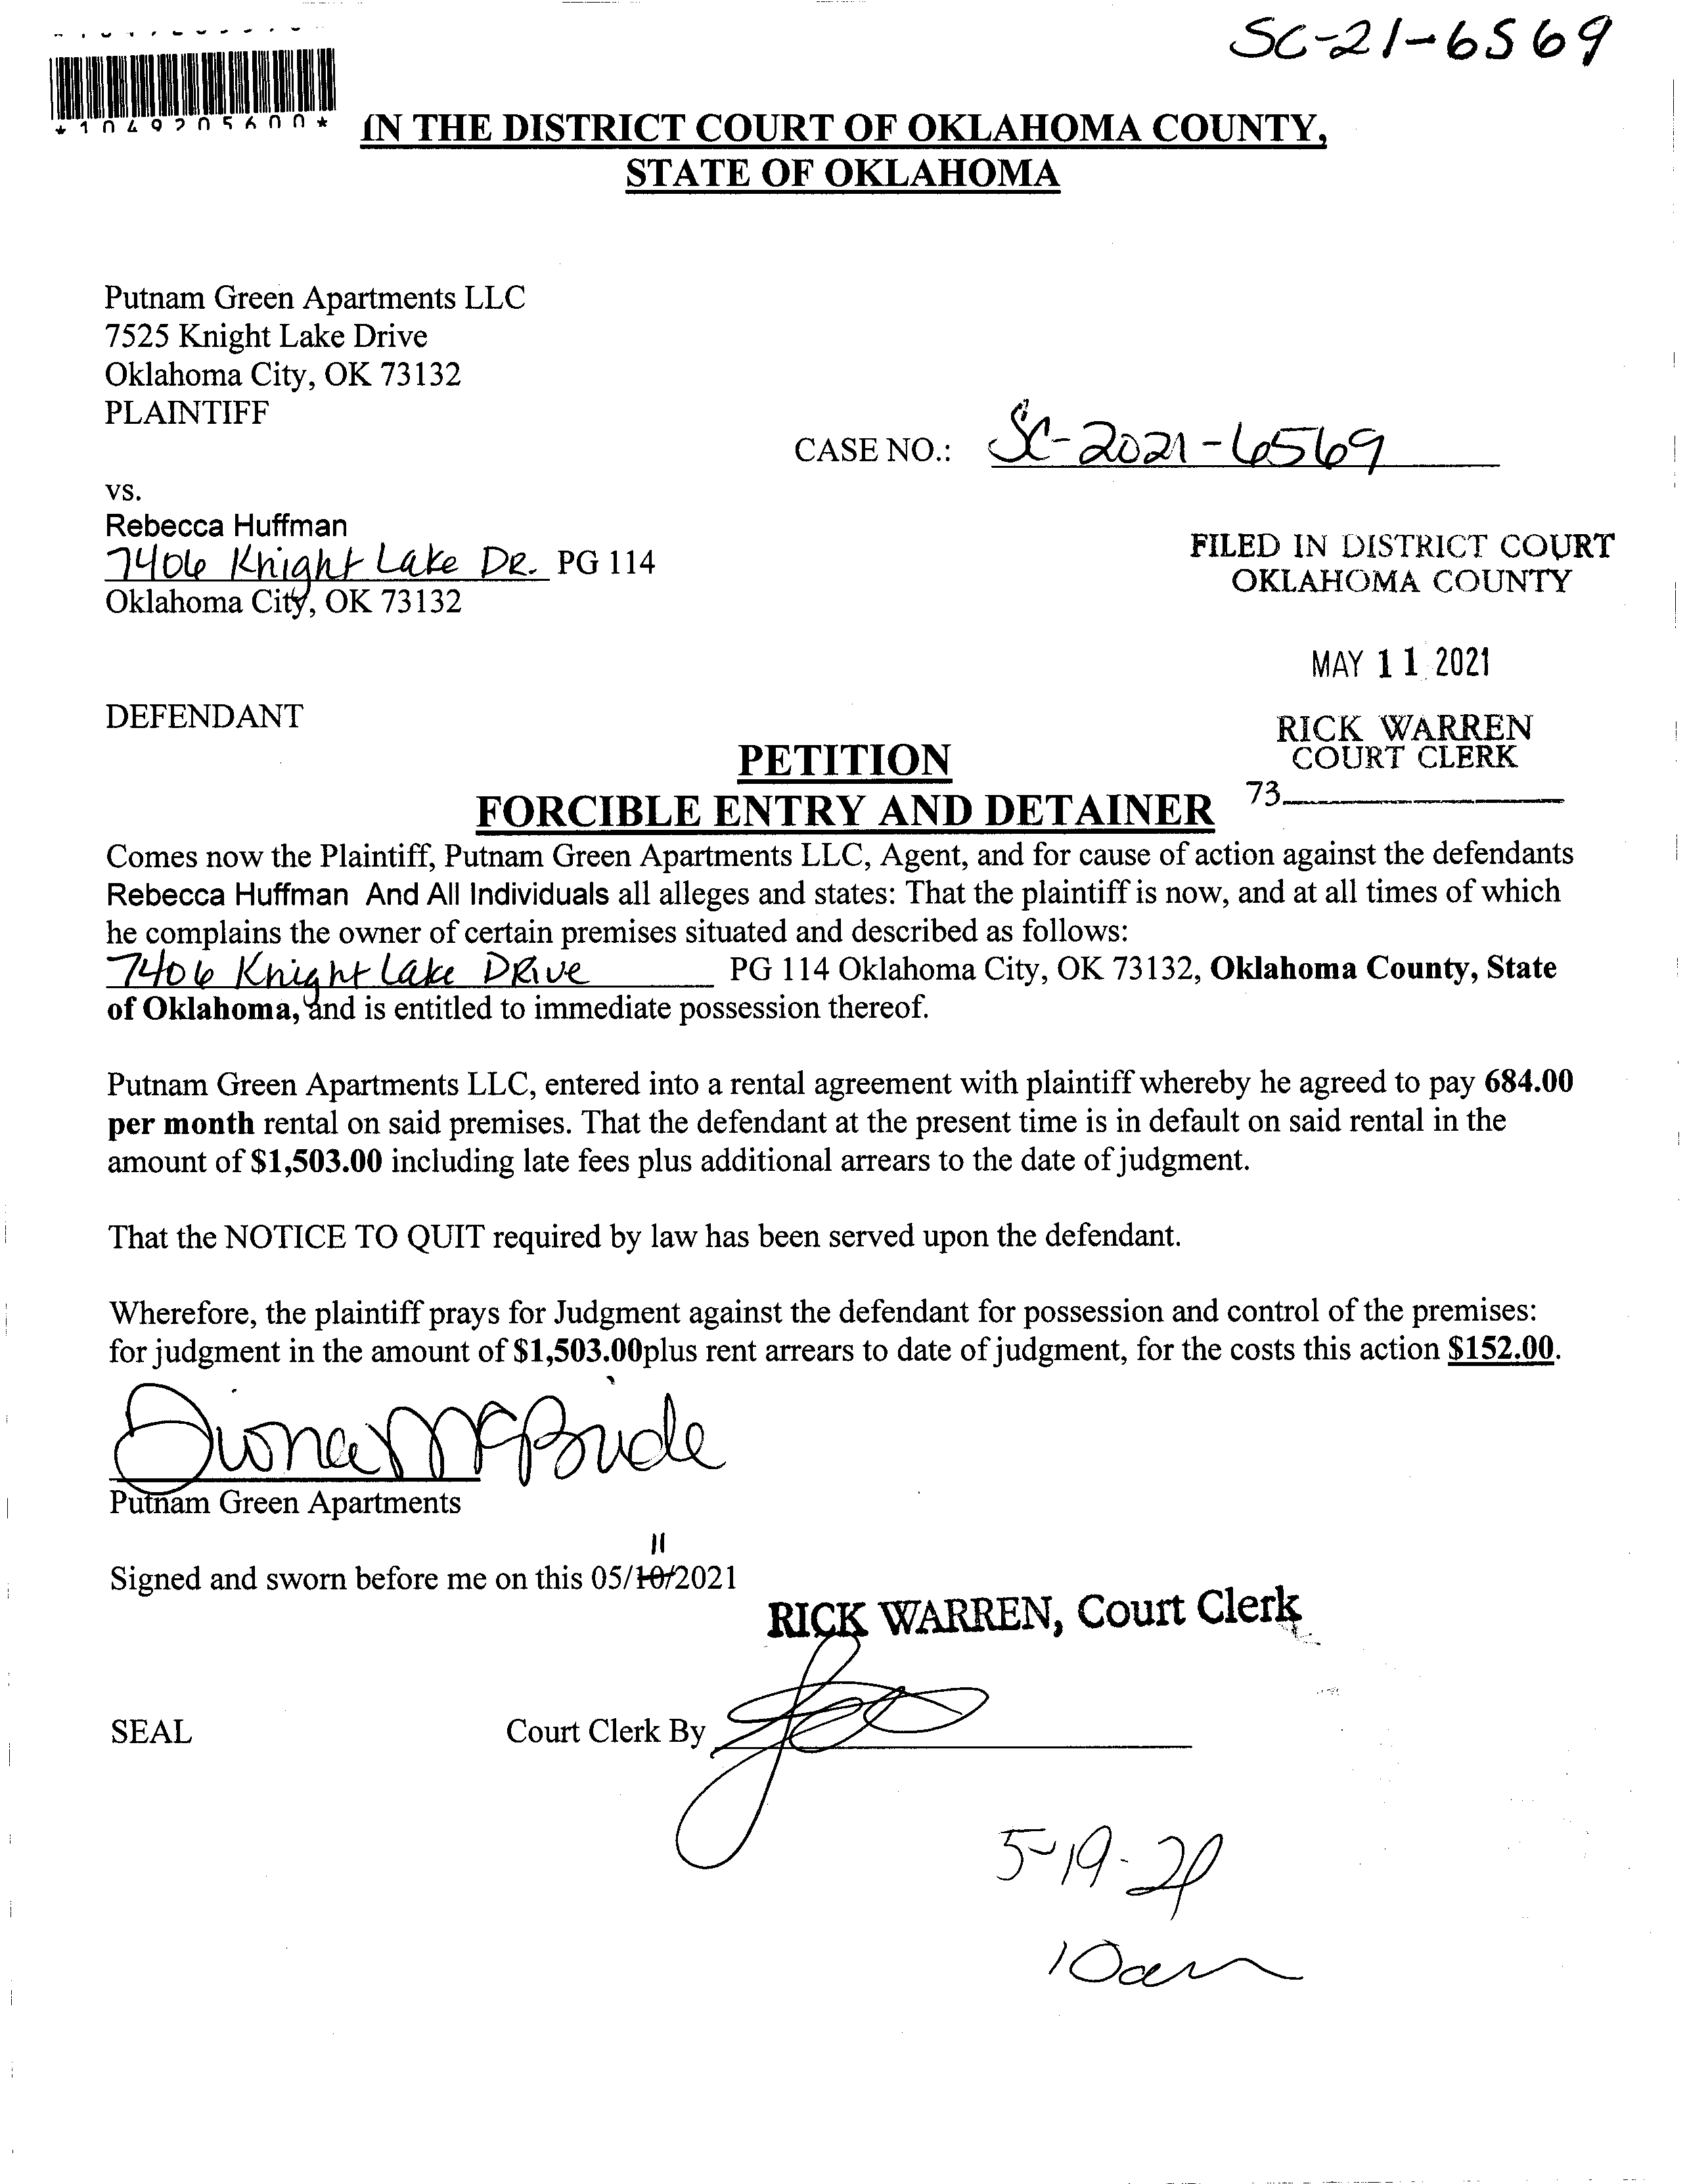 SC-21-6569
*1049205600*
IN THE DISTRICT COURT OF OKLAHOMA COUNTY,
STATE OF OKLAHOMA
Putnam Green Apartments LLC
7525 Knight Lake Drive
Oklahoma City, OK 73132
PLAINTIFF
CASE NO.: SC-2021-6569
vs.
Rebecca Huffman
7406 Knight Lake DR. PG 114
Oklahoma City, OK 73132
FILED IN DISTRICT COURT
OKLAHOMA COUNTY
MAY 11 2021
DEFENDANT
RICK WARREN
COURT CLERK
73
PETITION
FORCIBLE ENTRY AND DETAINER
Comes now the Plaintiff, Putnam Green Apartments LLC, Agent, and for cause of action against the defendants
Rebecca Huffman And All Individuals all alleges and states: That the plaintiff is now, and at all times of which
he complains the owner of certain premises situated and described as follows:
7406 Knight Lake DRive PG 114 Oklahoma City, OK 73132, Oklahoma County, State
of Oklahoma, and is entitled to immediate possession thereof.
Putnam Green Apartments LLC, entered into a rental agreement with plaintiff whereby he agreed to pay 684.00
per month rental on said premises. That the defendant at the present time is in default on said rental in the
amount of $1,503.00 including late fees plus additional arrears to the date of judgment.
That the NOTICE TO QUIT required by law has been served upon the defendant.
Wherefore, the plaintiff prays for Judgment against the defendant for possession and control of the premises:
for judgment in the amount of $1,503.00plus rent arrears to date of judgment, for the costs this action $152.00.
Diona McBride
Putnam Green Apartments
11
Signed and sworn before me on this 05/10/2021
RICK WARREN, Court Clerk
SEAL
Court Clerk By
5-19-21
10am